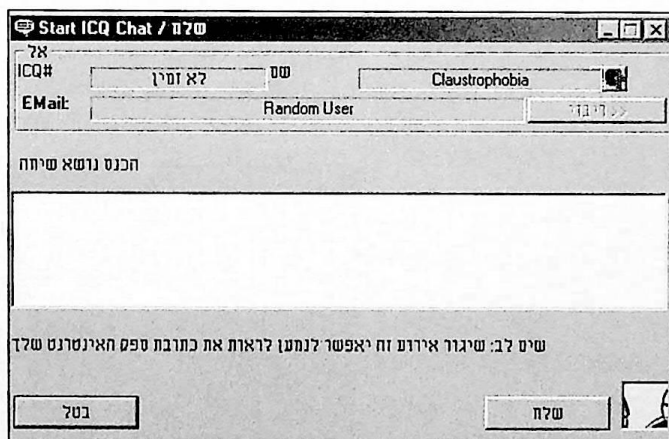 Start ICQ Chat / שלח
אל
ICQ# לא זמין שם Claustrophobia
EMail: Random User ריבוי >>
הכנס נושא שיחה
שים לב: שיגור אירוע זה יאפשר לנמען לראות את כתובת ספק האינטרנט שלך
בטל שלח